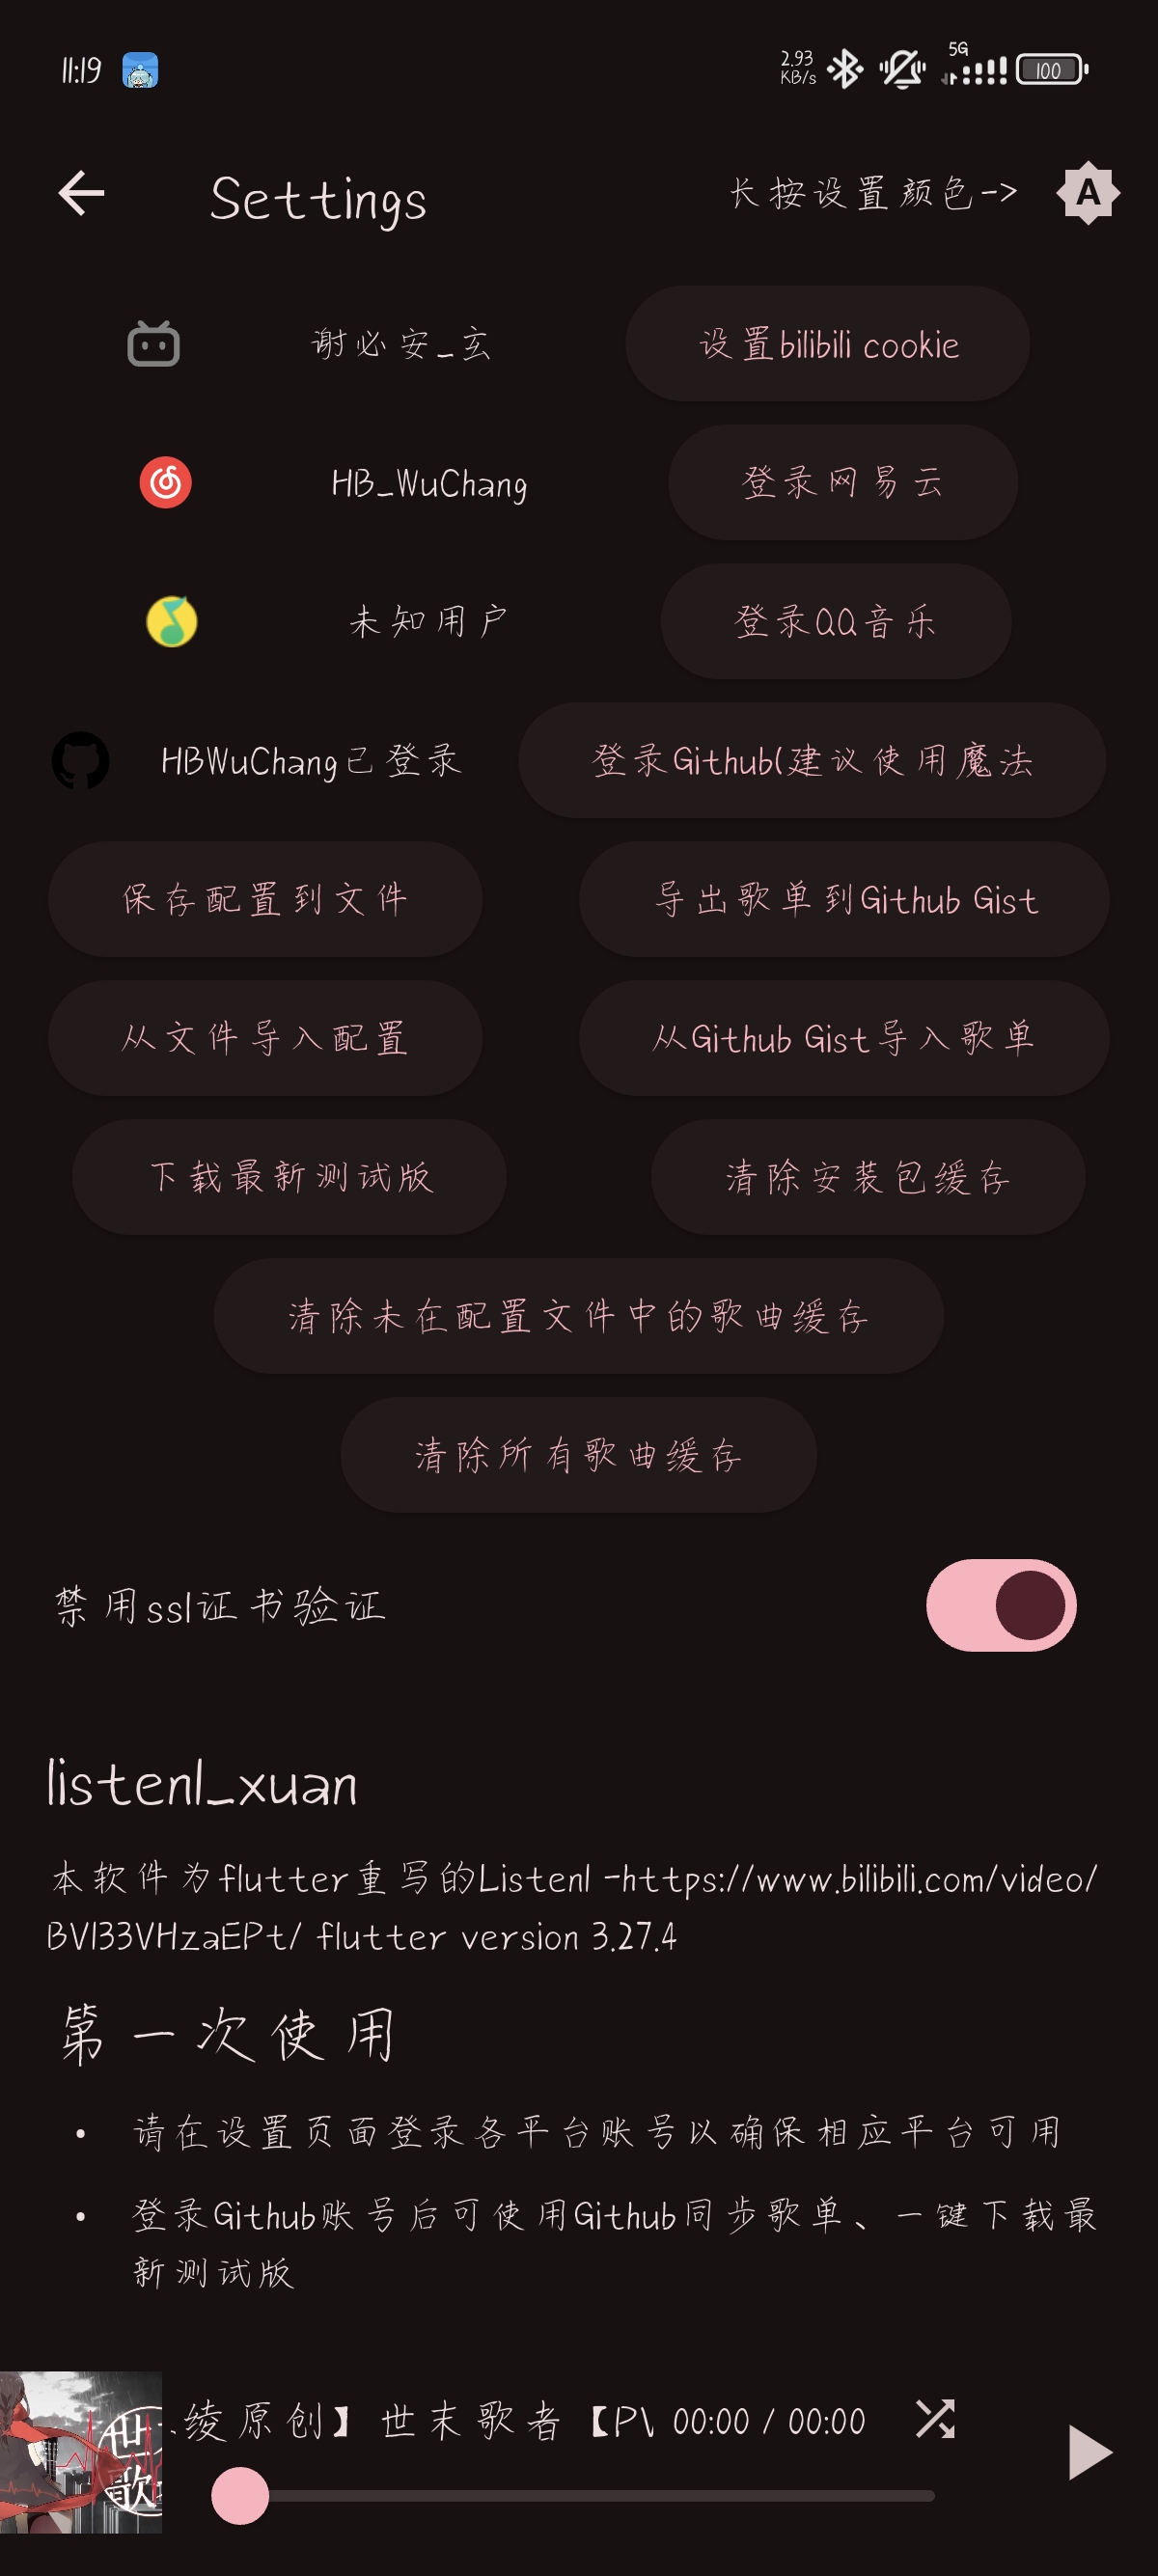 11:19
2.93 KB/s 5G 100
Settings 长按设置颜色-> A
谢必安_玄 设置bilibili cookie
HB_WuChang 登录网易云
未知用户 登录QQ音乐
HBWuChang已登录 登录Github(建议使用魔法
保存配置到文件 导出歌单到Github Gist
从文件导入配置 从Github Gist导入歌单
下载最新测试版 清除安装包缓存
清除未在配置文件中的歌曲缓存
清除所有歌曲缓存
禁用ssl证书验证
listen1_xuan
本软件为flutter重写的Listen1 -https://www.bilibili.com/video/
BV133VHzaEPt/ flutter version 3.27.4
第一次使用
• 请在设置页面登录各平台账号以确保相应平台可用
• 登录Github账号后可使用Github同步歌单、一键下载最
新测试版
绫原创】世末歌者【PV 00:00 / 00:00